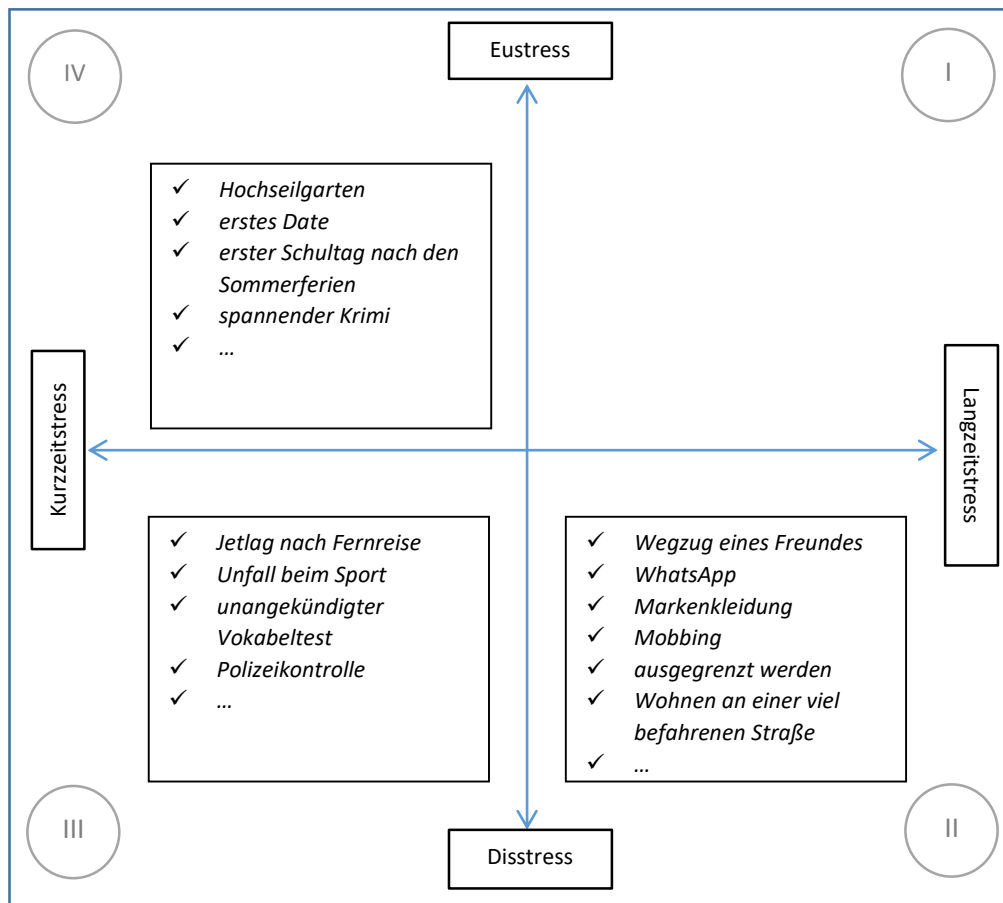 Eustress
IV
I
✓ Hochseilgarten
✓ erstes Date
✓ erster Schultag nach den
Sommerferien
✓ spannender Krimi
✓ …
Kurzzeitstress
Langzeitstress
✓ Jetlag nach Fernreise
✓ Unfall beim Sport
✓ unangekündigter
Vokabeltest
✓ Polizeikontrolle
✓ …
✓ Wegzug eines Freundes
✓ WhatsApp
✓ Markenkleidung
✓ Mobbing
✓ ausgegrenzt werden
✓ Wohnen an einer viel
befahrenen Straße
✓ …
III
II
Disstress